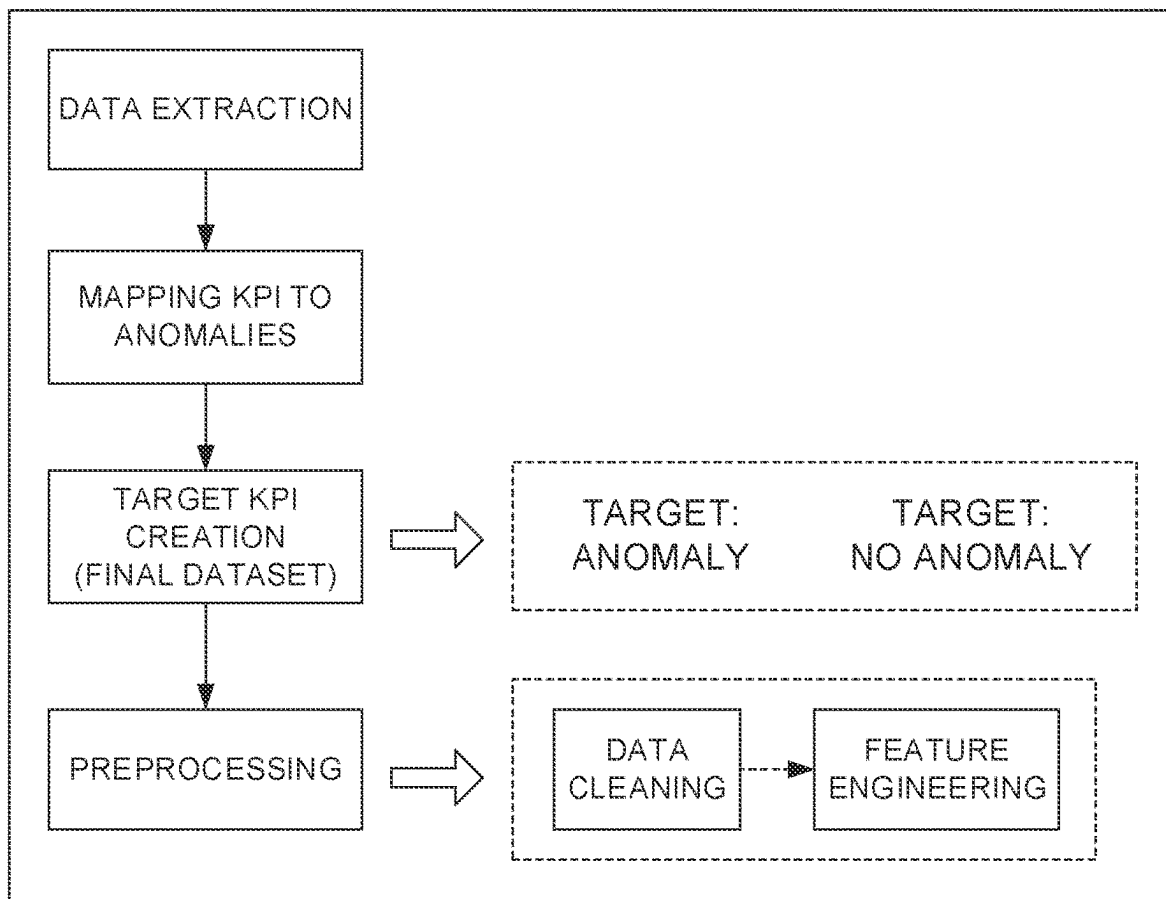 DATA EXTRACTION
MAPPING KPI TO
ANOMALIES
TARGET KPI
CREATION
(FINAL DATASET)
TARGET:
ANOMALY
TARGET:
NO ANOMALY
PREPROCESSING
DATA
CLEANING
FEATURE
ENGINEERING